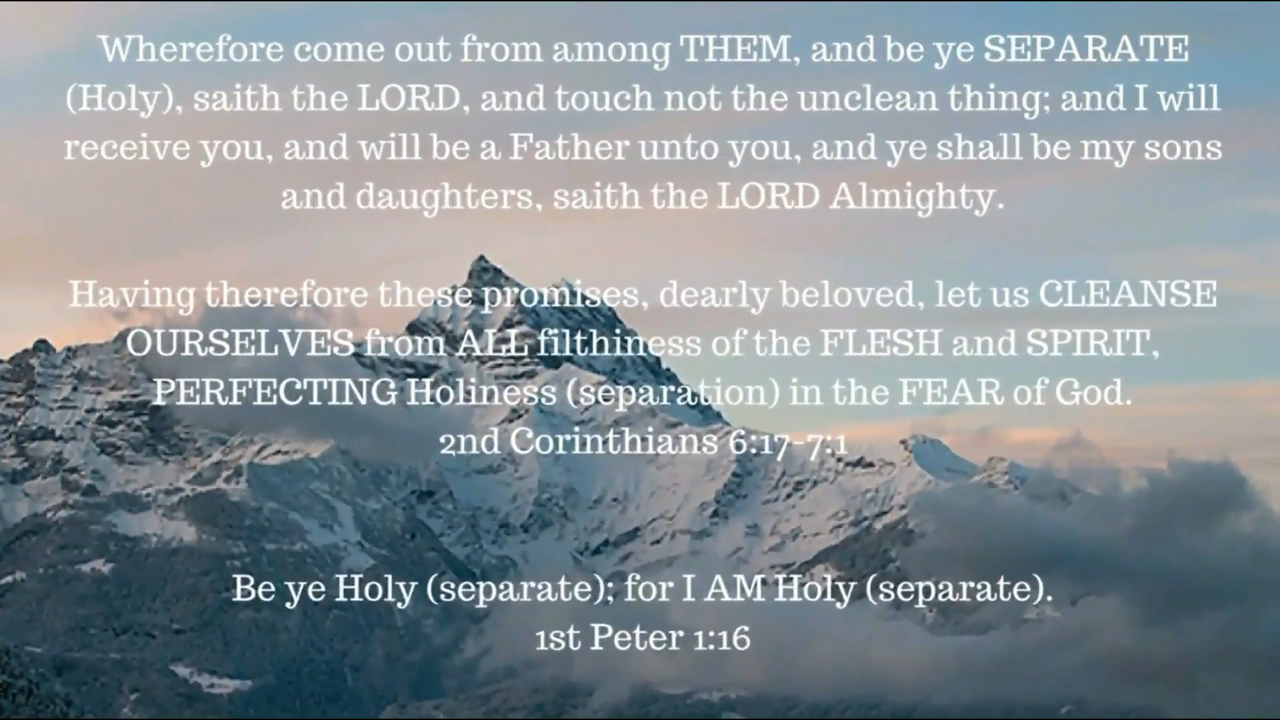 Wherefore come out from among THEM, and be ye SEPARATE
(Holy), saith the LORD, and touch not the unclean thing; and I will
receive you, and will be a Father unto you, and ye shall be my sons
and daughters, saith the LORD Almighty.
Having therefore these promises, dearly beloved, let us CLEANSE
OURSELVES from ALL filthiness of the FLESH and SPIRIT,
PERFECTING Holiness (separation) in the FEAR of God.
2nd Corinthians 6:17-7:1
Be ye Holy (separate); for I AM Holy (separate).
1st Peter 1:16